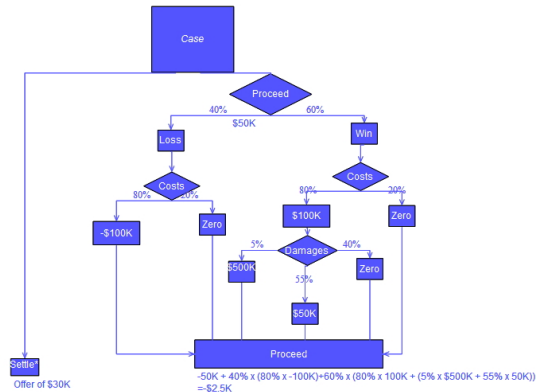 Case
Proceed
40%
60%
$50K
Loss
Win
Costs
Costs
80%
20%
80%
20%
-$100K
Zero
$100K
Zero
5%
Damages
40%
$500K
55%
Zero
$50K
Proceed
Settle*
Offer of $30K
-50K + 40% x (80% x -100K)+60% x (80% x 100K + (5% x $500K + 55% x 50K))
=-$2.5K